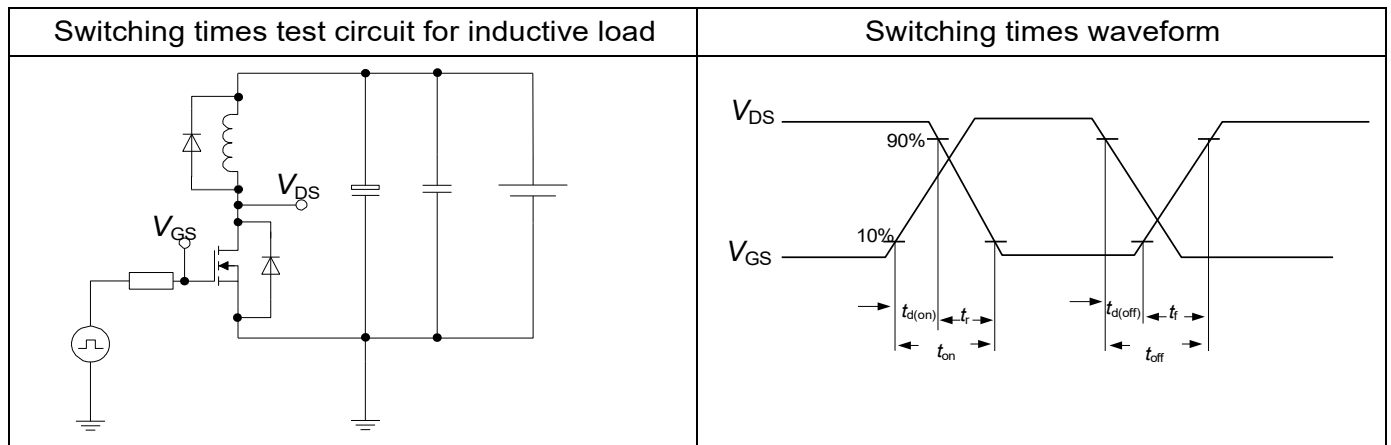 Switching times test circuit for inductive load
Switching times waveform
VDS
VGS
VDS
90%
10%
VGS
td(on)
tr
ton
td(off)
tf
toff